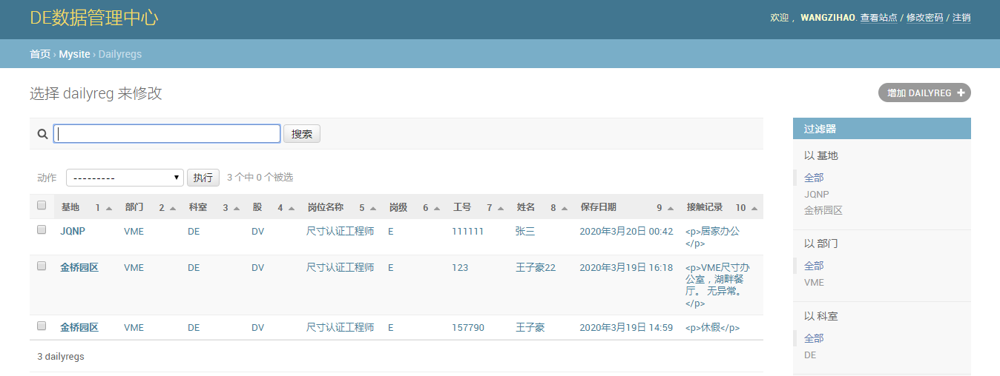 DE数据管理中心
欢迎， WANGZIHAO. 查看站点 / 修改密码 / 注销
首页 › Mysite › Dailyregs
选择 dailyreg 来修改
增加 DAILYREG
搜索
动作 --------- 执行 3 个中 0 个被选
基地 1 部门 2 科室 3 股 4 岗位名称 5 岗级 6 工号 7 姓名 8 保存日期 9 接触记录 10
JQNP VME DE DV 尺寸认证工程师 E 111111 张三 2020年3月20日 00:42 <p>居家办公
</p>
金桥园区 VME DE DV 尺寸认证工程师 E 123 王子豪22 2020年3月19日 16:18 <p>VME尺寸办
公室，湖畔餐
厅。 无异常。
</p>
金桥园区 VME DE DV 尺寸认证工程师 E 157790 王子豪 2020年3月19日 14:59 <p>休假</p>
3 dailyregs
过滤器
以 基地
全部
JQNP
金桥园区
以 部门
全部
VME
以 科室
全部
DE